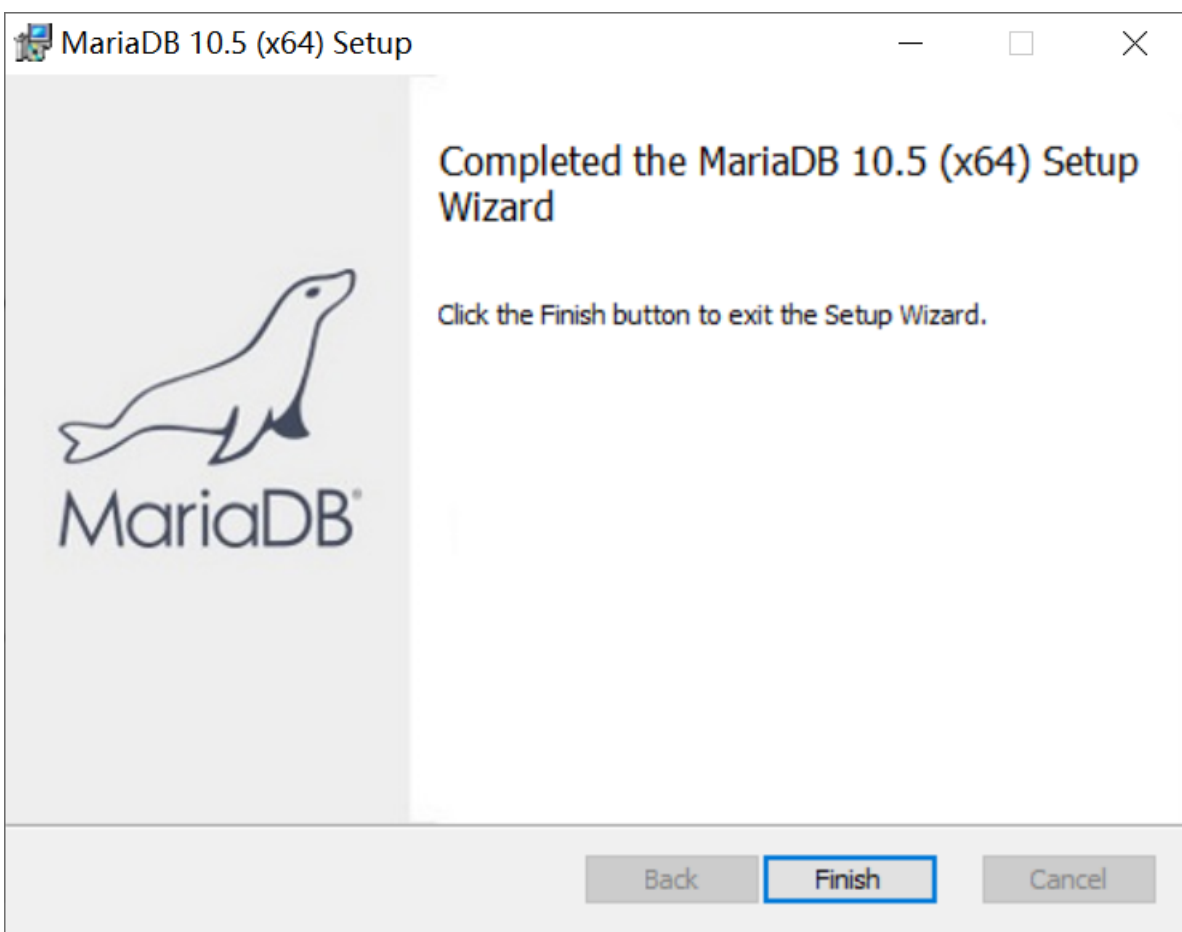 MariaDB 10.5 (x64) Setup
Completed the MariaDB 10.5 (x64) Setup
Wizard
Click the Finish button to exit the Setup Wizard.
MariaDB®
Back
Finish
Cancel